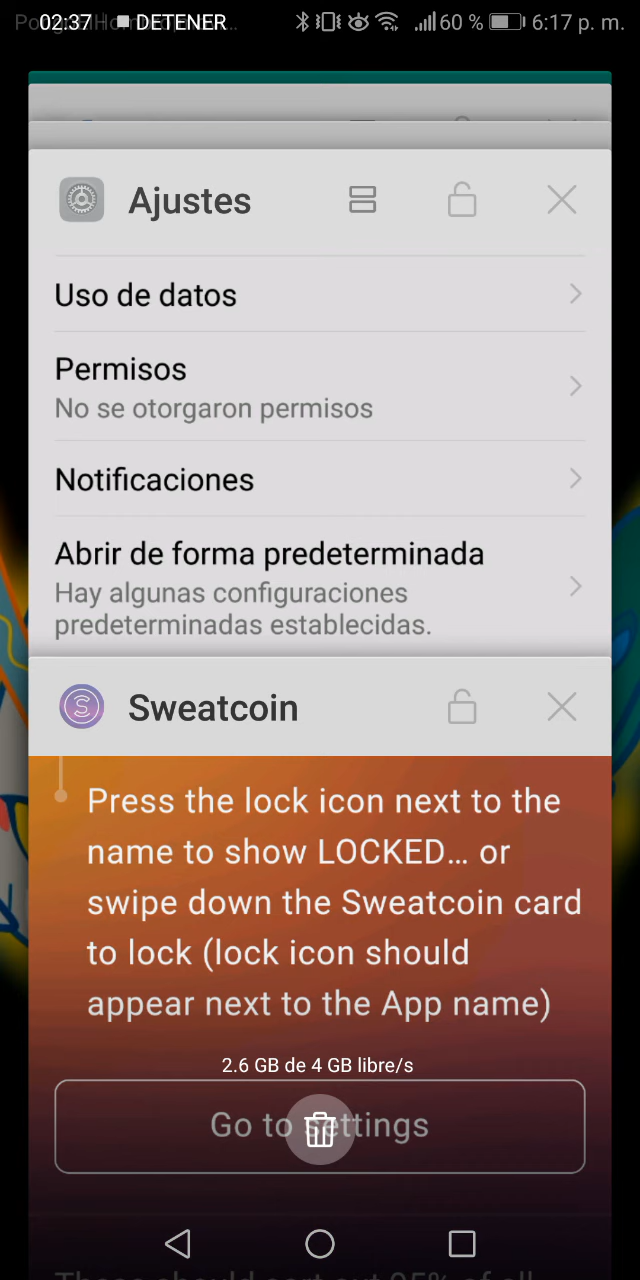 02:37 DETENER 60 % 6:17 p. m.
Ajustes
Uso de datos
Permisos
No se otorgaron permisos
Notificaciones
Abrir de forma predeterminada
Hay algunas configuraciones
predeterminadas establecidas.
Sweatcoin
Press the lock icon next to the
name to show LOCKED... or
swipe down the Sweatcoin card
to lock (lock icon should
appear next to the App name)
2.6 GB de 4 GB libre/s
Go to settings